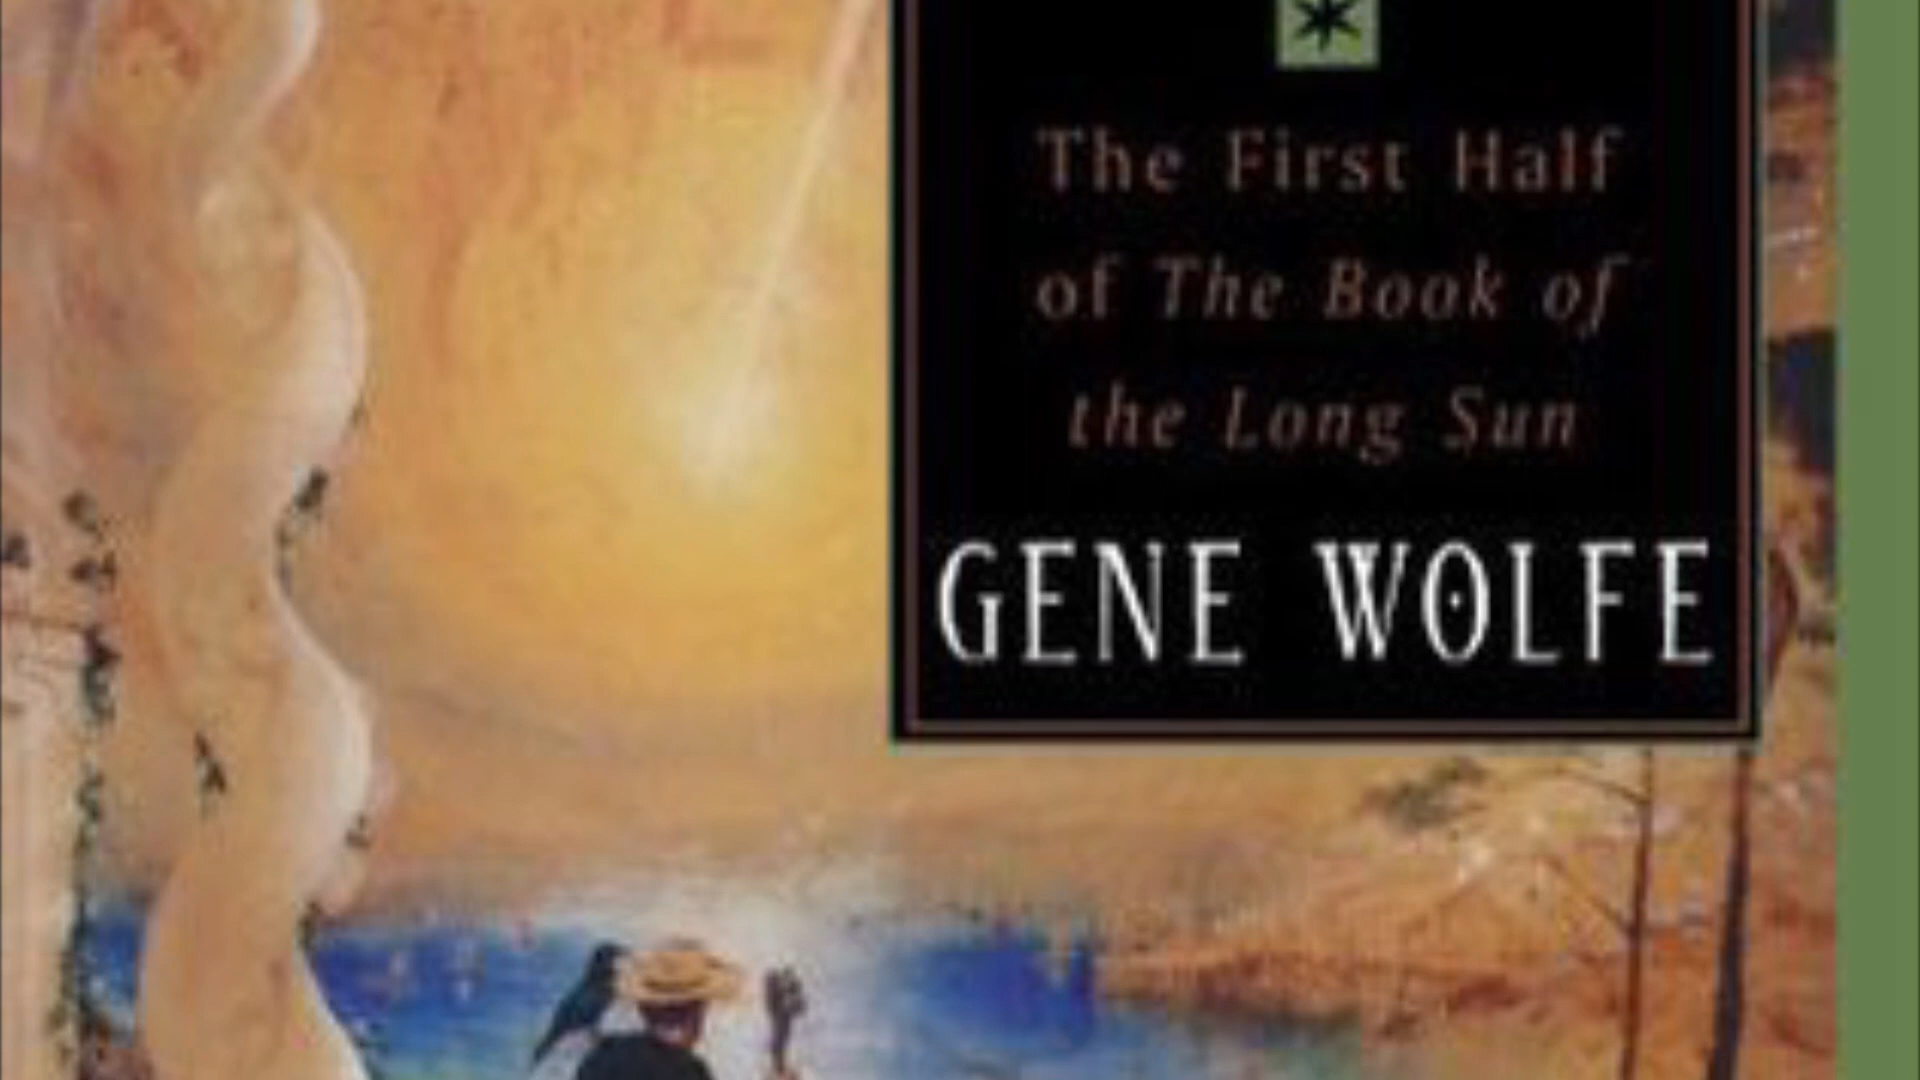 The First Half
of The Book of
the Long Sun
GENE WOLFE